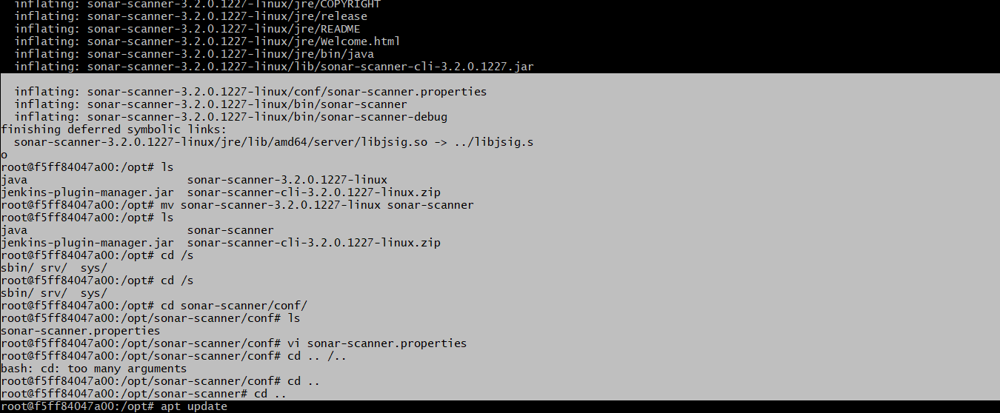 inflating: sonar-scanner-3.2.0.1227-linux/jre/COPYRIGHT
inflating: sonar-scanner-3.2.0.1227-linux/jre/release
inflating: sonar-scanner-3.2.0.1227-linux/jre/README
inflating: sonar-scanner-3.2.0.1227-linux/jre/Welcome.html
inflating: sonar-scanner-3.2.0.1227-linux/jre/bin/java
inflating: sonar-scanner-3.2.0.1227-linux/lib/sonar-scanner-cli-3.2.0.1227.jar
inflating: sonar-scanner-3.2.0.1227-linux/conf/sonar-scanner.properties
inflating: sonar-scanner-3.2.0.1227-linux/bin/sonar-scanner
inflating: sonar-scanner-3.2.0.1227-linux/bin/sonar-scanner-debug
finishing deferred symbolic links:
sonar-scanner-3.2.0.1227-linux/jre/lib/amd64/server/libjsig.so -> ../libjsig.s
o
root@f5ff84047a00:/opt# ls
java                        sonar-scanner-3.2.0.1227-linux
jenkins-plugin-manager.jar  sonar-scanner-cli-3.2.0.1227-linux.zip
root@f5ff84047a00:/opt# mv sonar-scanner-3.2.0.1227-linux sonar-scanner
root@f5ff84047a00:/opt# ls
java                        sonar-scanner
jenkins-plugin-manager.jar  sonar-scanner-cli-3.2.0.1227-linux.zip
root@f5ff84047a00:/opt# cd /s
sbin/ srv/  sys/
root@f5ff84047a00:/opt# cd /s
sbin/ srv/  sys/
root@f5ff84047a00:/opt# cd sonar-scanner/conf/
root@f5ff84047a00:/opt/sonar-scanner/conf# ls
sonar-scanner.properties
root@f5ff84047a00:/opt/sonar-scanner/conf# vi sonar-scanner.properties
root@f5ff84047a00:/opt/sonar-scanner/conf# cd .. /..
bash: cd: too many arguments
root@f5ff84047a00:/opt/sonar-scanner/conf# cd ..
root@f5ff84047a00:/opt/sonar-scanner# cd ..
root@f5ff84047a00:/opt# apt update